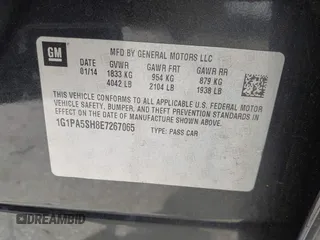 GM
MFD BY GENERAL MOTORS LLC
DATE GVWR GAWR FRT GAWR RR
01/14 1833 KG 954 KG 879 KG
4042 LB 2104 LB 1938 LB
THIS VEHICLE CONFORMS TO ALL APPLICABLE U.S. FEDERAL MOTOR
VEHICLE SAFETY, BUMPER, AND THEFT PREVENTION STANDARDS IN
EFFECT ON THE DATE OF MANUFACTURE SHOWN ABOVE.
1G1PA5SH8E7267065 TYPE: PASS CAR
DIREKTWAGEN